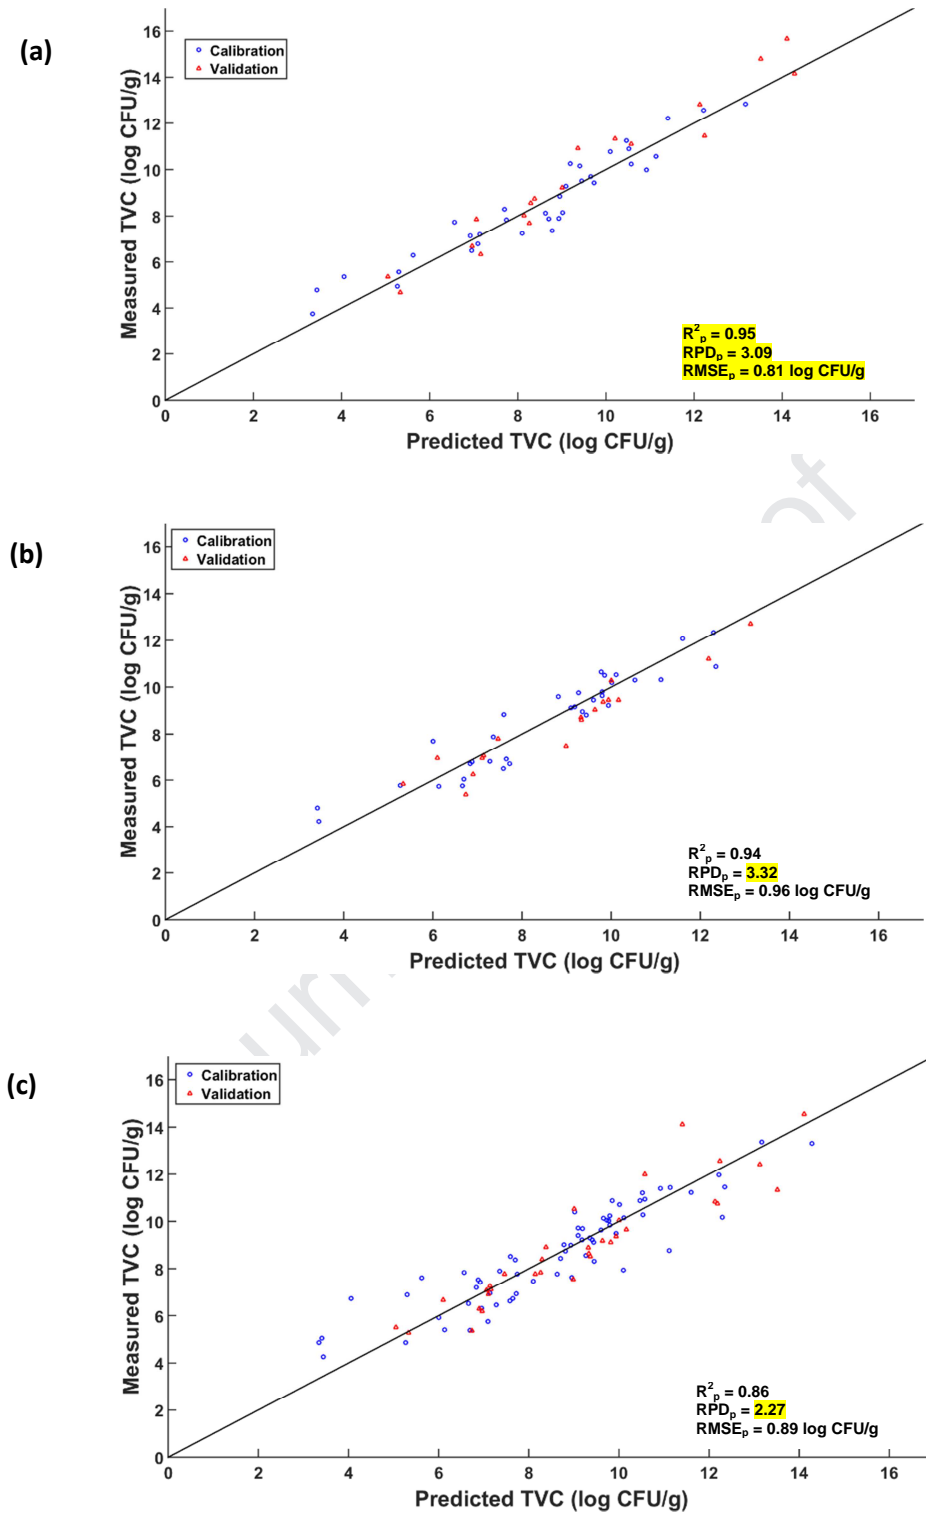 (a)
Calibration
Validation
16
14
12
10
8
6
4
2
0
Measured TVC (log CFU/g)
R²p = 0.95
RPDp = 3.09
RMSEp = 0.81 log CFU/g
0 2 4 6 8 10 12 14 16
Predicted TVC (log CFU/g)
(b)
Calibration
Validation
16
14
12
10
8
6
4
2
0
Measured TVC (log CFU/g)
R²p = 0.94
RPDp = 3.32
RMSEp = 0.96 log CFU/g
0 2 4 6 8 10 12 14 16
Predicted TVC (log CFU/g)
(c)
Calibration
Validation
16
14
12
10
8
6
4
2
0
Measured TVC (log CFU/g)
R²p = 0.86
RPDp = 2.27
RMSEp = 0.89 log CFU/g
0 2 4 6 8 10 12 14 16
Predicted TVC (log CFU/g)